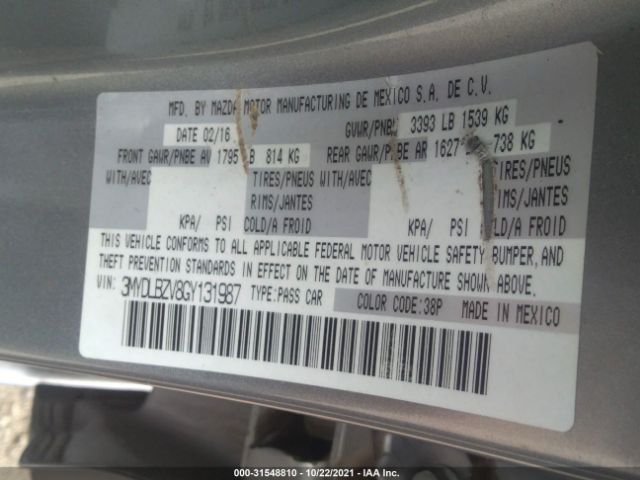 MFD. BY MAZDA MOTOR MANUFACTURING DE MEXICO S.A. DE C.V.
DATE 02/16 GVWR/PNBV 3393 LB 1539 KG
FRONT GAWR/PNBE AV 1795 LB 814 KG REAR GAWR/PNBE AR 1627 738 KG
WITH/AVEC TIRES/PNEUS WITH/AVEC TIRES/PNEUS
RIMS/JANTES RIMS/JANTES
KPA/ PSI COLD/A FROID KPA/ PSI COLD/A FROID
THIS VEHICLE CONFORMS TO ALL APPLICABLE FEDERAL MOTOR VEHICLE SAFETY BUMPER, AND
THEFT PREVENTION STANDARDS IN EFFECT ON THE DATE OF MANUFACTURE SHOWN ABOVE.
VIN: 3MYDLBZV8GY131987 TYPE:PASS CAR COLOR CODE:38P MADE IN MEXICO
000-31548810 - 10/22/2021 - IAA Inc.